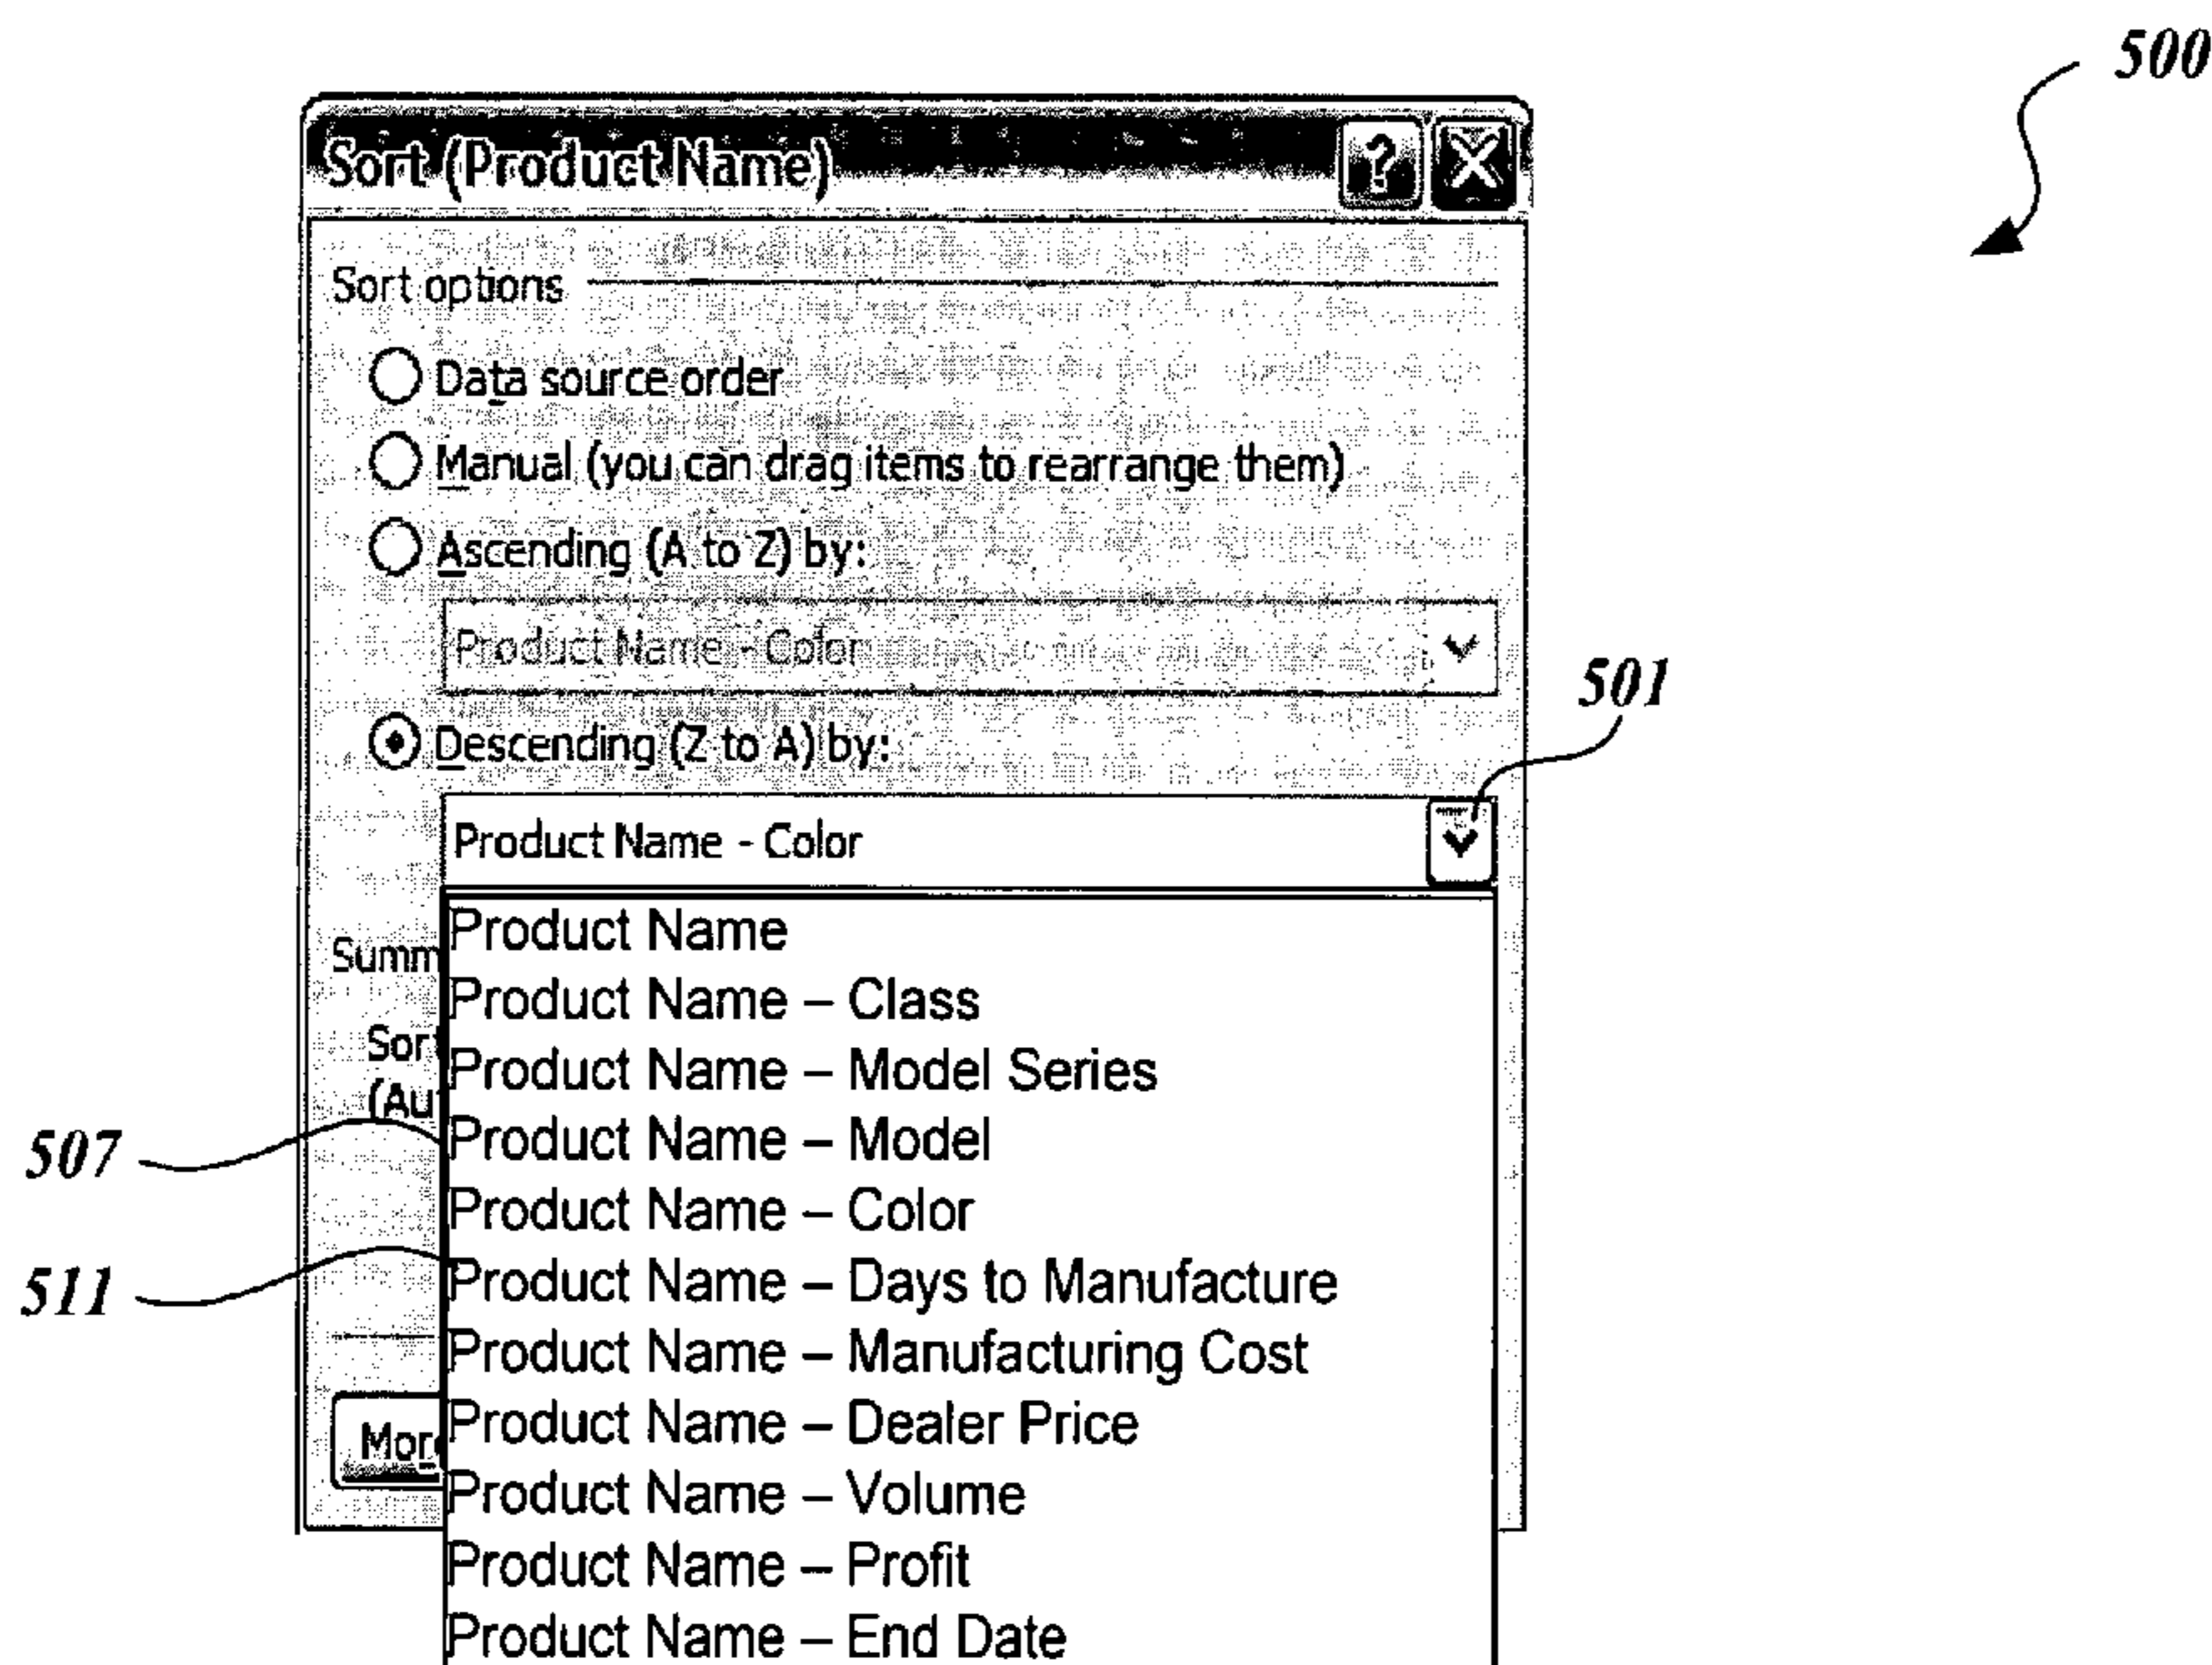 500
Sort (Product Name) ? X
Sort options
Data source order
Manual (you can drag items to rearrange them)
Ascending (A to Z) by:
Product Name - Color
501
Descending (Z to A) by:
Product Name - Color
Product Name
Summ
Product Name – Class
Sor
Product Name – Model Series
(Au
507
Product Name – Model
Product Name – Color
511
Product Name – Days to Manufacture
Product Name – Manufacturing Cost
Product Name – Dealer Price
Mor
Product Name – Volume
Product Name – Profit
Product Name – End Date